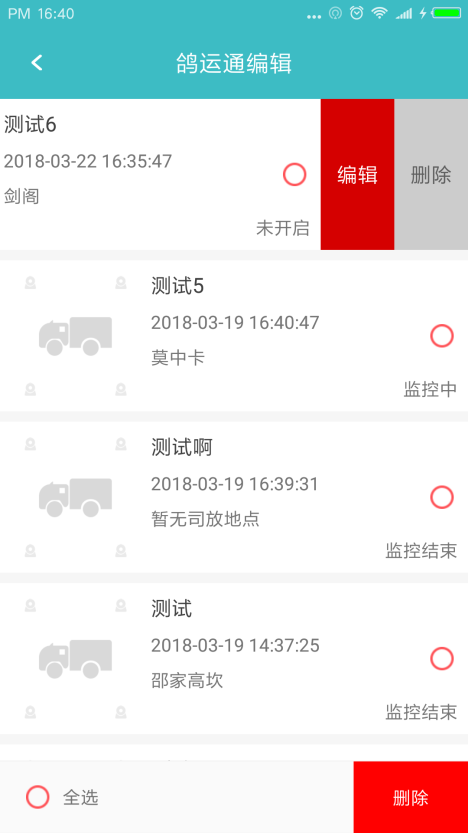 PM 16:40
鸽运通编辑
测试6
2018-03-22 16:35:47
剑阁
未开启
编辑
删除
测试5
2018-03-19 16:40:47
莫中卡
监控中
测试啊
2018-03-19 16:39:31
暂无司放地点
监控结束
测试
2018-03-19 14:37:25
邵家高坎
监控结束
全选
删除